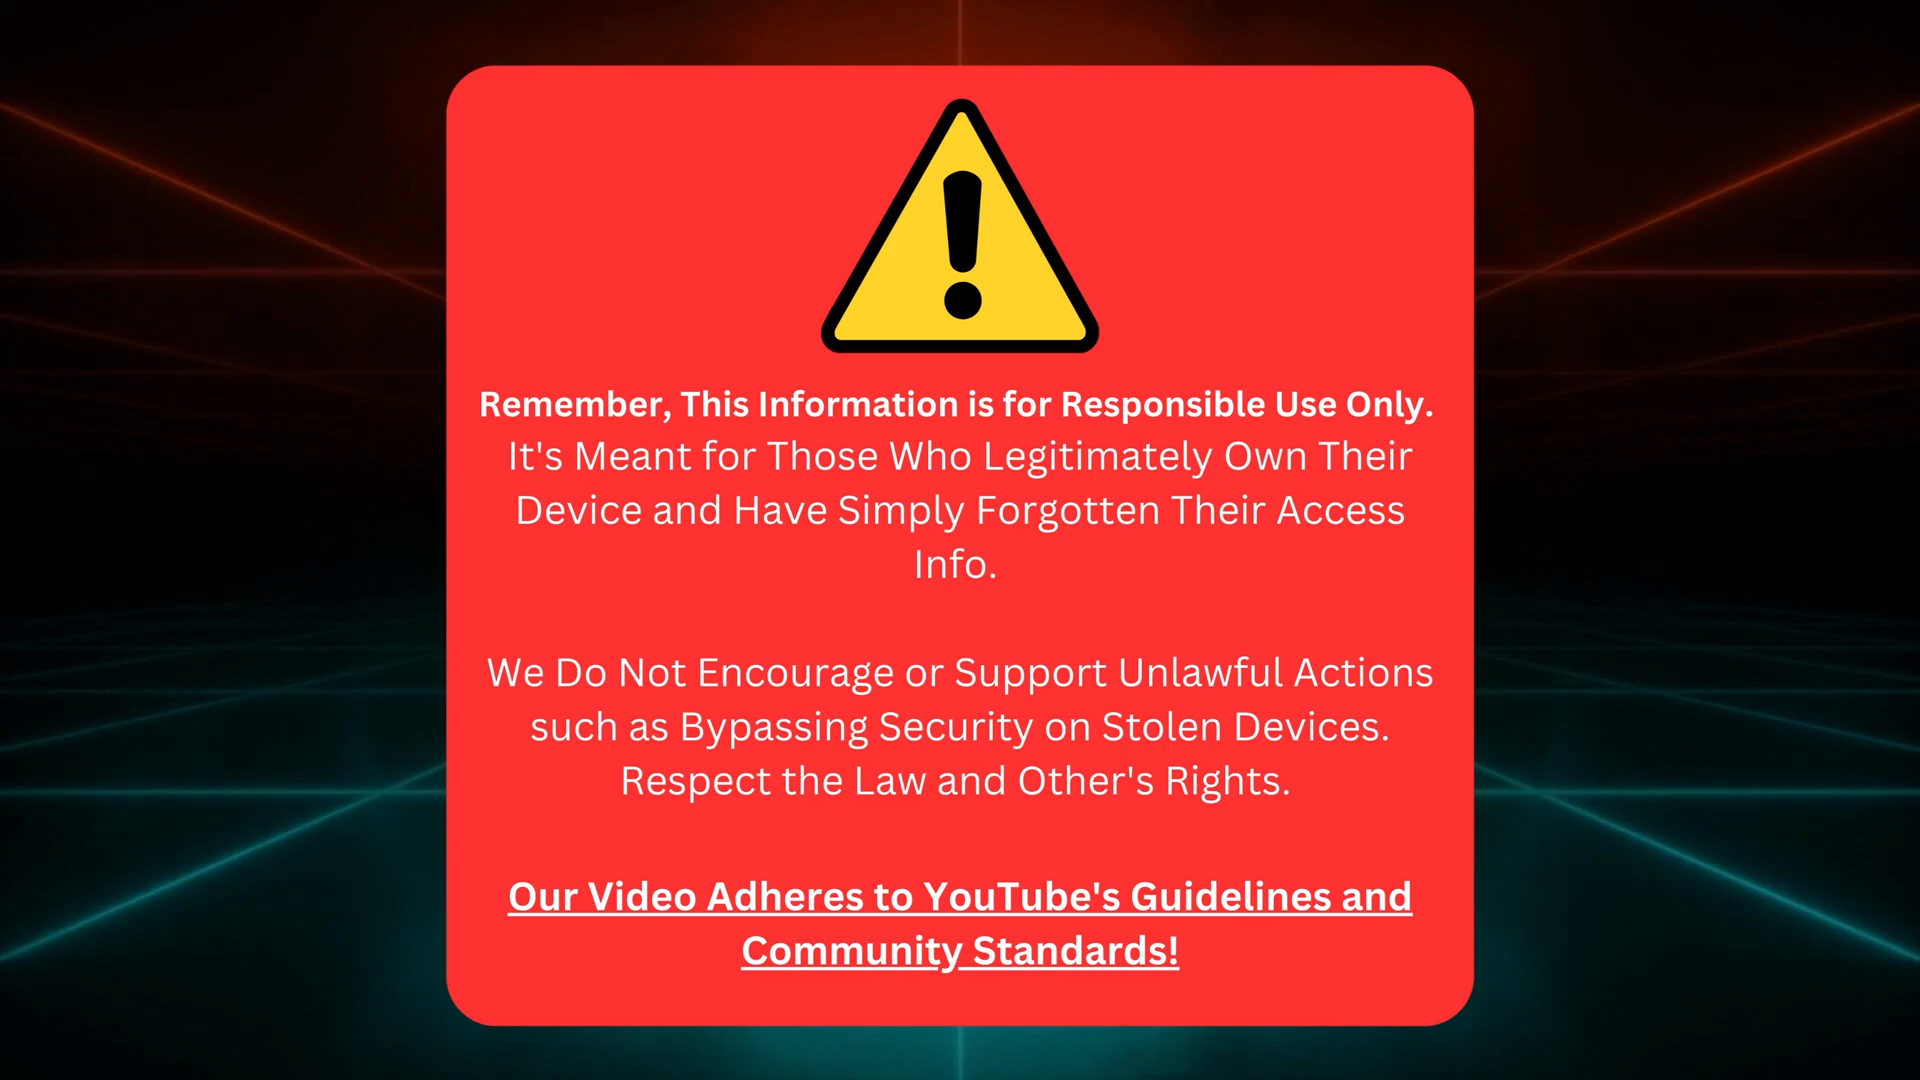 Remember, This Information is for Responsible Use Only.
It's Meant for Those Who Legitimately Own Their
Device and Have Simply Forgotten Their Access
Info.
We Do Not Encourage or Support Unlawful Actions
such as Bypassing Security on Stolen Devices.
Respect the Law and Other's Rights.
Our Video Adheres to YouTube's Guidelines and
Community Standards!